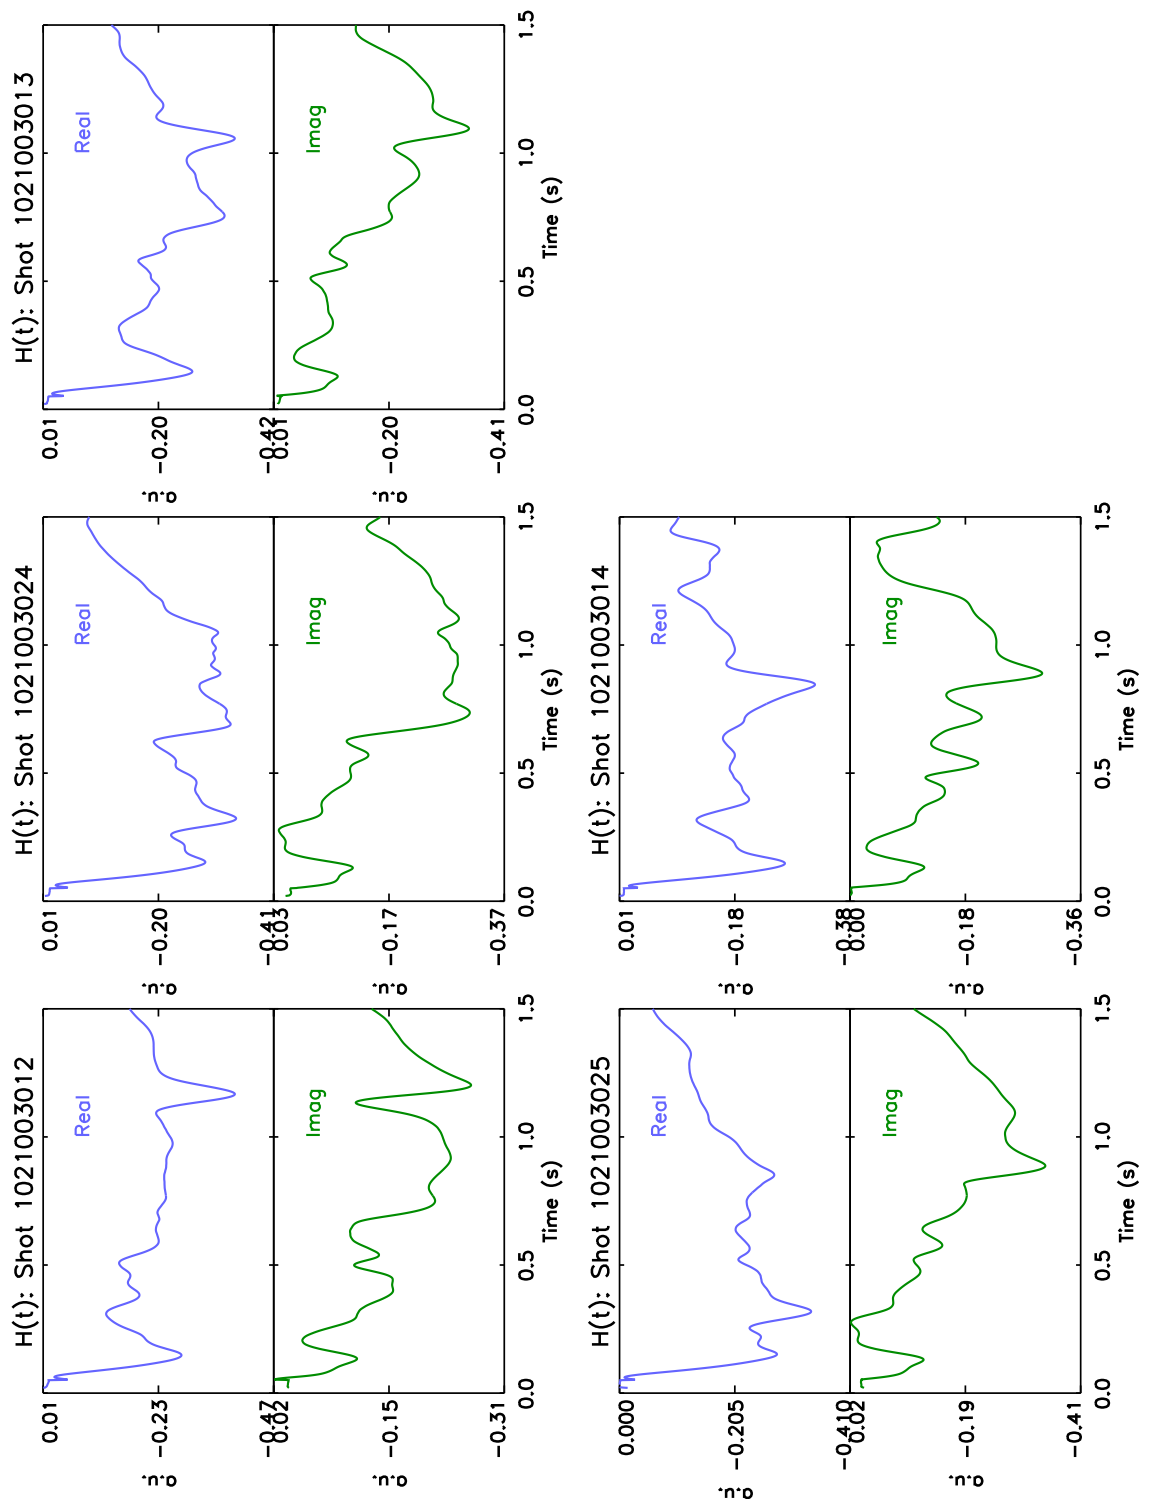 H(t): Shot 1021003012
0.01
Real
a.u.
−0.23
−0.47
0.02
Imag
a.u.
−0.15
−0.31
0.0 0.5 1.0 1.5
Time (s)
H(t): Shot 1021003024
0.01
Real
a.u.
−0.20
−0.41
0.03
Imag
a.u.
−0.17
−0.37
0.0 0.5 1.0 1.5
Time (s)
H(t): Shot 1021003013
0.01
Real
a.u.
−0.20
−0.42
0.01
Imag
a.u.
−0.20
−0.41
0.0 0.5 1.0 1.5
Time (s)
H(t): Shot 1021003025
0.000
Real
a.u.
−0.205
−0.410
0.02
Imag
a.u.
−0.19
−0.41
0.0 0.5 1.0 1.5
Time (s)
H(t): Shot 1021003014
0.01
Real
a.u.
−0.18
−0.38
0.00
Imag
a.u.
−0.18
−0.36
0.0 0.5 1.0 1.5
Time (s)